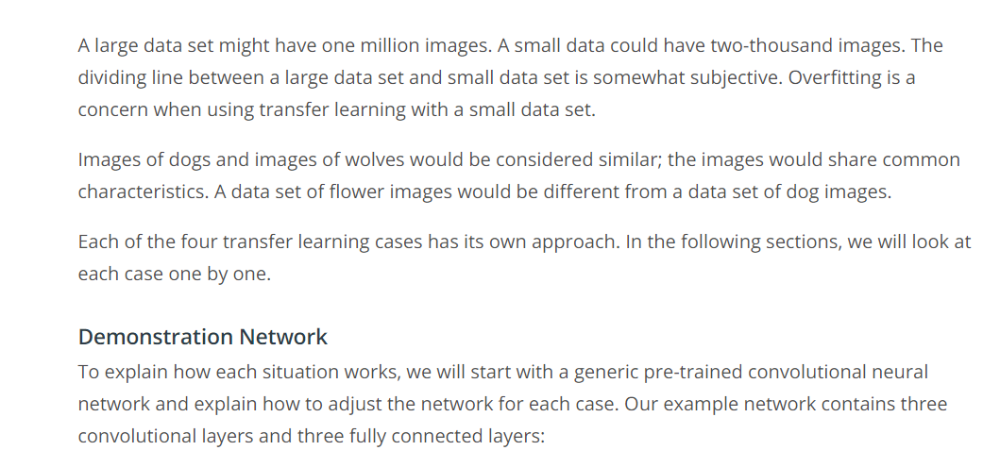 A large data set might have one million images. A small data could have two-thousand images. The
dividing line between a large data set and small data set is somewhat subjective. Overfitting is a
concern when using transfer learning with a small data set.
Images of dogs and images of wolves would be considered similar; the images would share common
characteristics. A data set of flower images would be different from a data set of dog images.
Each of the four transfer learning cases has its own approach. In the following sections, we will look at
each case one by one.
Demonstration Network
To explain how each situation works, we will start with a generic pre-trained convolutional neural
network and explain how to adjust the network for each case. Our example network contains three
convolutional layers and three fully connected layers: